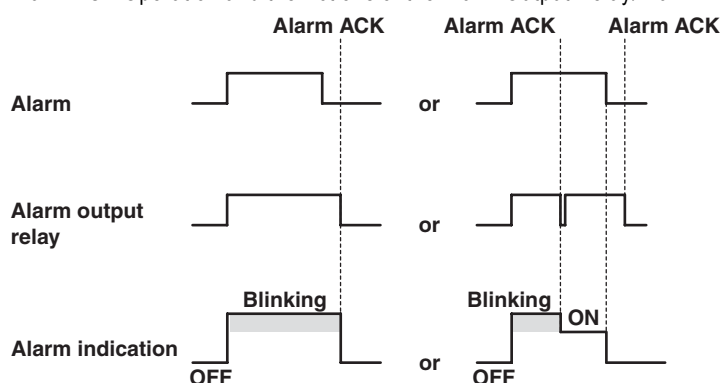 Alarm ACK Alarm ACK Alarm ACK
Alarm or
Alarm output
relay
or
Blinking Blinking
ON
Alarm indication or
OFF OFF